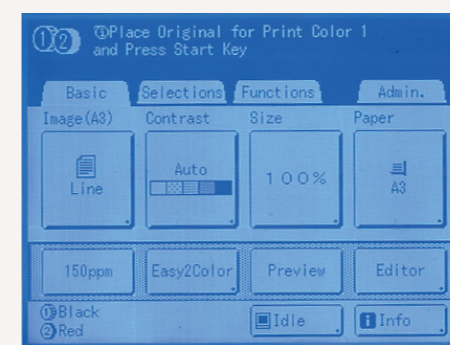 ①② ①Place Original for Print Color 1
and Press Start Key
Basic Selections Functions Admin.
Image(A3) Contrast Size Paper
Line Auto 100% A3
150ppm Easy2Color Preview Editor
①Black
②Red
Idle Info